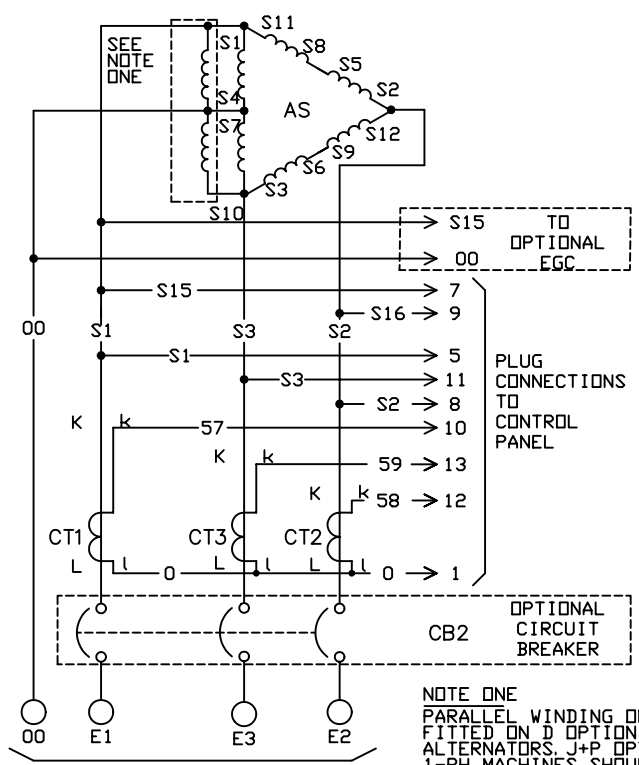 S11
SEE
NOTE
ONE
S1
S8
S5
S2
S4
AS
S7
S12
S9
S6
S3
S10
S15
TO
OPTIONAL
00
EGC
S15
7
S16
9
00
S1
S3
S2
S1
5
PLUG
CONNECTIONS
TO
CONTROL
PANEL
S3
11
S2
8
K
k
57
10
K
k
59
13
K
k
58
12
CT1
CT3
CT2
L
0
L
l
L
l
0
1
OPTIONAL
CIRCUIT
BREAKER
CB2
NOTE ONE
PARALLEL WINDING
FITTED ON D OPTION
ALTERNATORS. J+P
1-PH MACHINES
00
E1
E3
E2